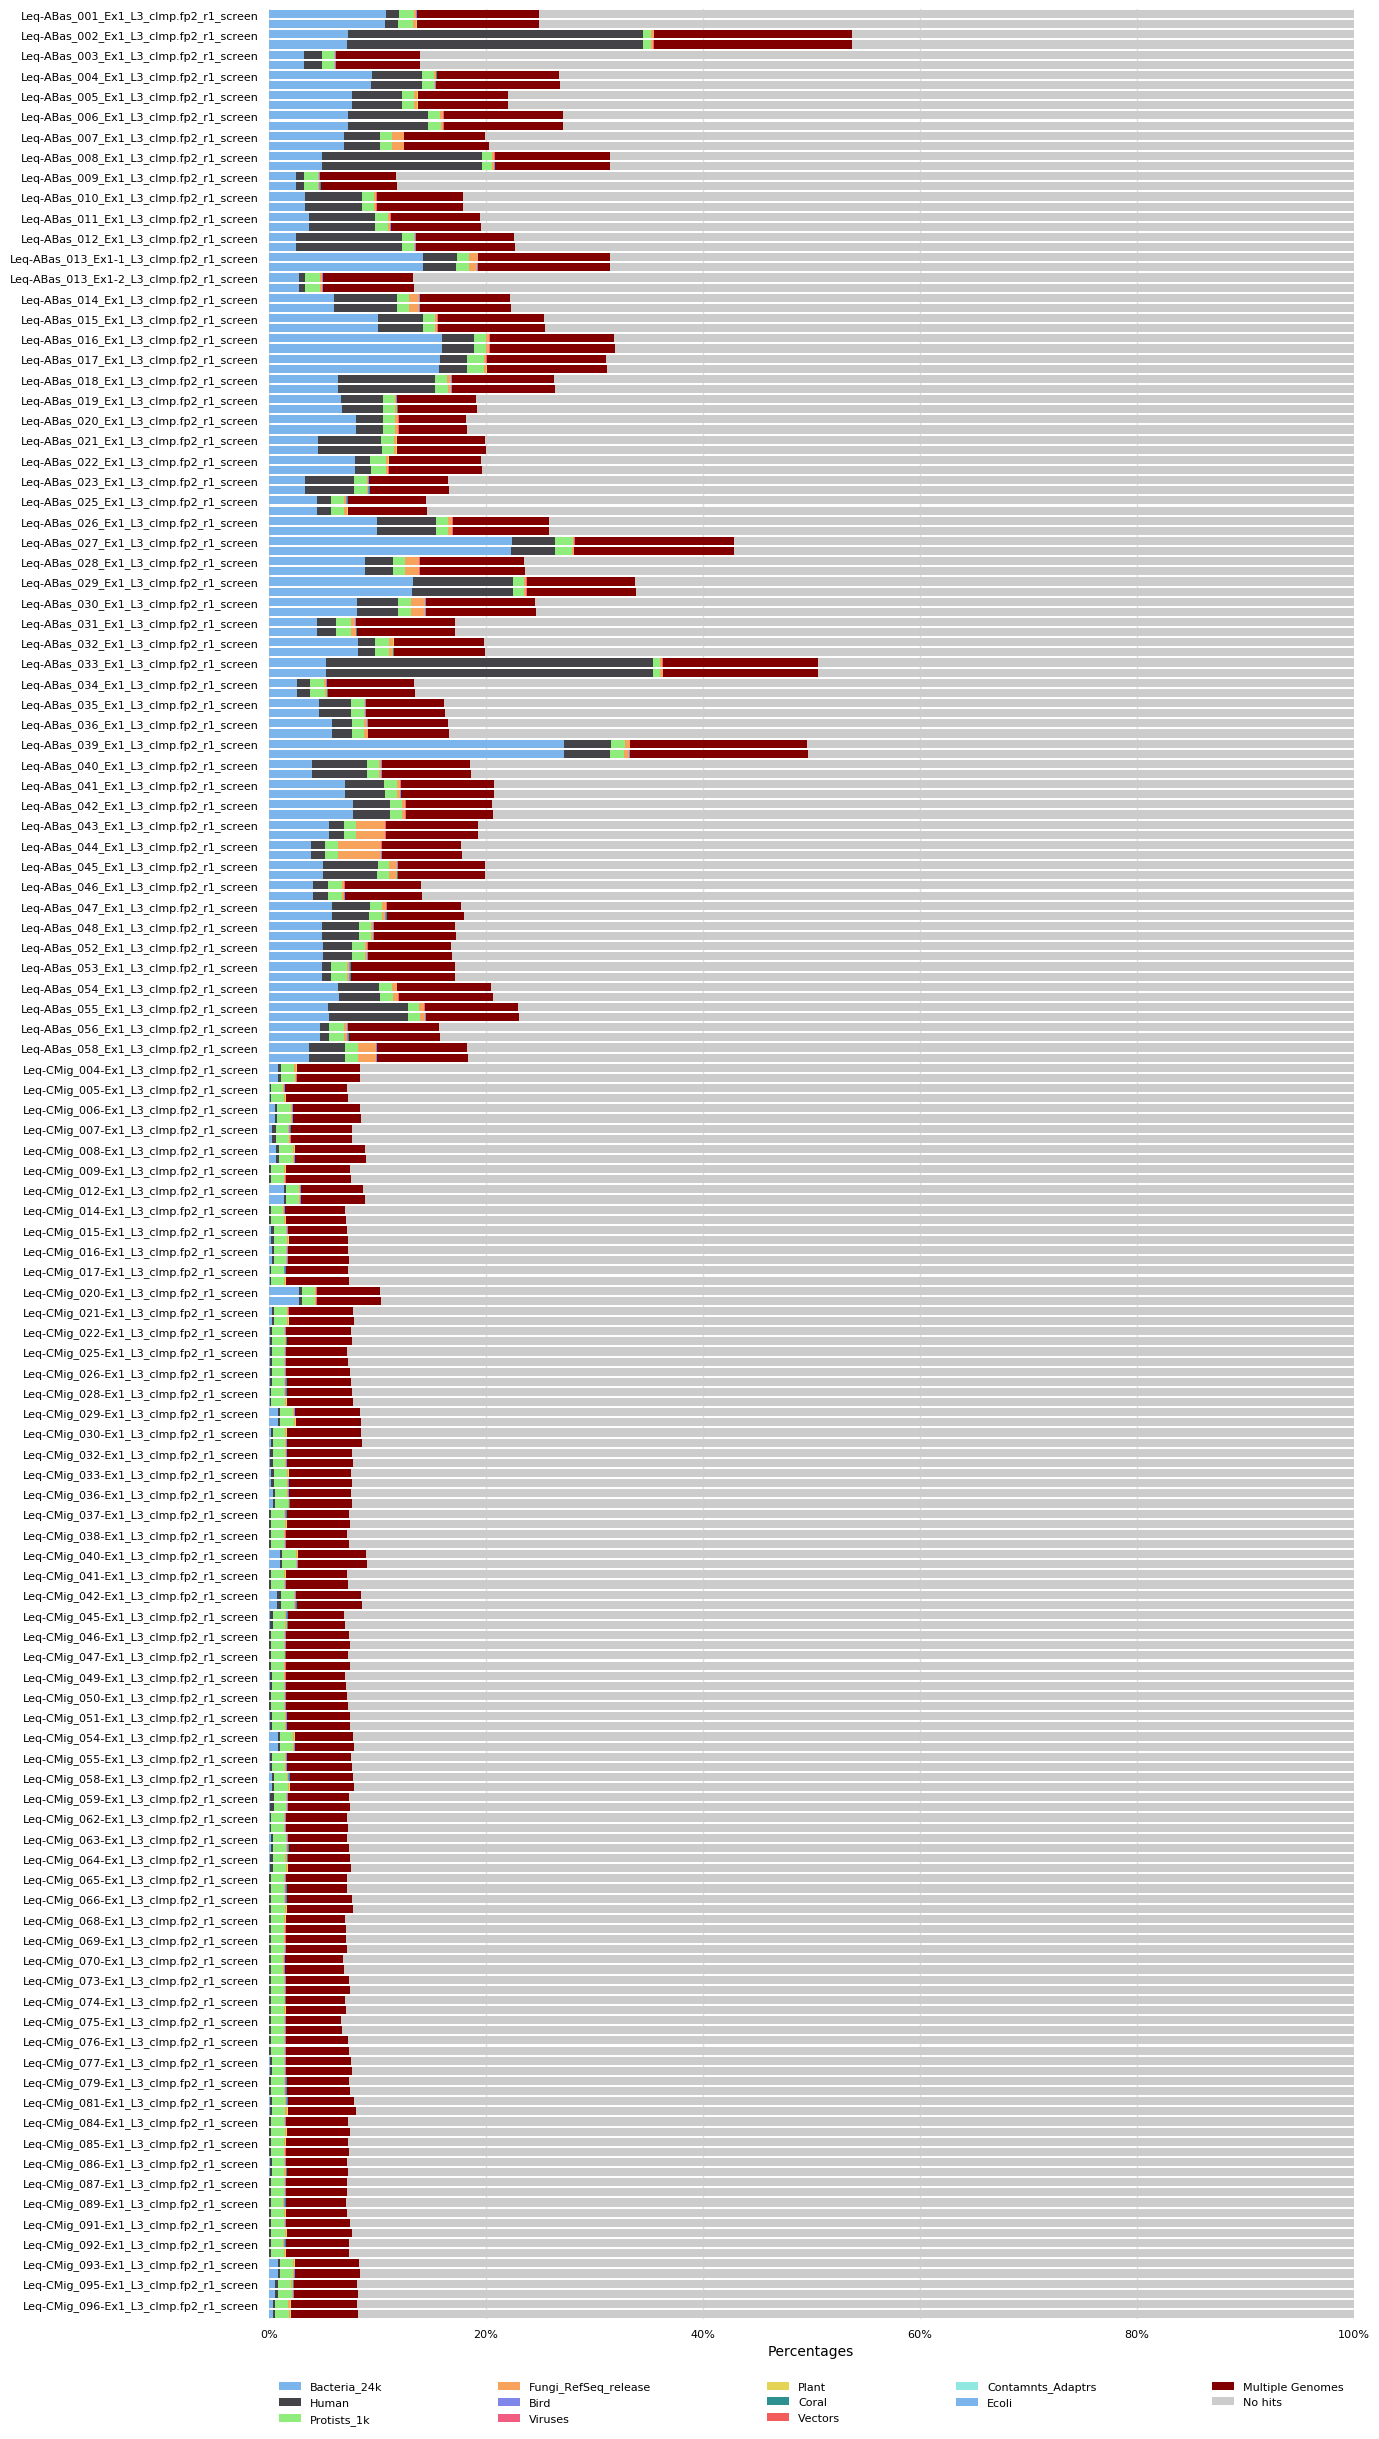 Leq-ABas_001_Ex1_L3_clmp.fp2_r1_screen
Leq-ABas_002_Ex1_L3_clmp.fp2_r1_screen
Leq-ABas_003_Ex1_L3_clmp.fp2_r1_screen
Leq-ABas_004_Ex1_L3_clmp.fp2_r1_screen
Leq-ABas_005_Ex1_L3_clmp.fp2_r1_screen
Leq-ABas_006_Ex1_L3_clmp.fp2_r1_screen
Leq-ABas_007_Ex1_L3_clmp.fp2_r1_screen
Leq-ABas_008_Ex1_L3_clmp.fp2_r1_screen
Leq-ABas_009_Ex1_L3_clmp.fp2_r1_screen
Leq-ABas_010_Ex1_L3_clmp.fp2_r1_screen
Leq-ABas_011_Ex1_L3_clmp.fp2_r1_screen
Leq-ABas_012_Ex1_L3_clmp.fp2_r1_screen
Leq-ABas_013_Ex1-1_L3_clmp.fp2_r1_screen
Leq-ABas_013_Ex1-2_L3_clmp.fp2_r1_screen
Leq-ABas_014_Ex1_L3_clmp.fp2_r1_screen
Leq-ABas_015_Ex1_L3_clmp.fp2_r1_screen
Leq-ABas_016_Ex1_L3_clmp.fp2_r1_screen
Leq-ABas_017_Ex1_L3_clmp.fp2_r1_screen
Leq-ABas_018_Ex1_L3_clmp.fp2_r1_screen
Leq-ABas_019_Ex1_L3_clmp.fp2_r1_screen
Leq-ABas_020_Ex1_L3_clmp.fp2_r1_screen
Leq-ABas_021_Ex1_L3_clmp.fp2_r1_screen
Leq-ABas_022_Ex1_L3_clmp.fp2_r1_screen
Leq-ABas_023_Ex1_L3_clmp.fp2_r1_screen
Leq-ABas_025_Ex1_L3_clmp.fp2_r1_screen
Leq-ABas_026_Ex1_L3_clmp.fp2_r1_screen
Leq-ABas_027_Ex1_L3_clmp.fp2_r1_screen
Leq-ABas_028_Ex1_L3_clmp.fp2_r1_screen
Leq-ABas_029_Ex1_L3_clmp.fp2_r1_screen
Leq-ABas_030_Ex1_L3_clmp.fp2_r1_screen
Leq-ABas_031_Ex1_L3_clmp.fp2_r1_screen
Leq-ABas_032_Ex1_L3_clmp.fp2_r1_screen
Leq-ABas_033_Ex1_L3_clmp.fp2_r1_screen
Leq-ABas_034_Ex1_L3_clmp.fp2_r1_screen
Leq-ABas_035_Ex1_L3_clmp.fp2_r1_screen
Leq-ABas_036_Ex1_L3_clmp.fp2_r1_screen
Leq-ABas_039_Ex1_L3_clmp.fp2_r1_screen
Leq-ABas_040_Ex1_L3_clmp.fp2_r1_screen
Leq-ABas_041_Ex1_L3_clmp.fp2_r1_screen
Leq-ABas_042_Ex1_L3_clmp.fp2_r1_screen
Leq-ABas_043_Ex1_L3_clmp.fp2_r1_screen
Leq-ABas_044_Ex1_L3_clmp.fp2_r1_screen
Leq-ABas_045_Ex1_L3_clmp.fp2_r1_screen
Leq-ABas_046_Ex1_L3_clmp.fp2_r1_screen
Leq-ABas_047_Ex1_L3_clmp.fp2_r1_screen
Leq-ABas_048_Ex1_L3_clmp.fp2_r1_screen
Leq-ABas_052_Ex1_L3_clmp.fp2_r1_screen
Leq-ABas_053_Ex1_L3_clmp.fp2_r1_screen
Leq-ABas_054_Ex1_L3_clmp.fp2_r1_screen
Leq-ABas_055_Ex1_L3_clmp.fp2_r1_screen
Leq-ABas_056_Ex1_L3_clmp.fp2_r1_screen
Leq-ABas_058_Ex1_L3_clmp.fp2_r1_screen
Leq-CMig_004-Ex1_L3_clmp.fp2_r1_screen
Leq-CMig_005-Ex1_L3_clmp.fp2_r1_screen
Leq-CMig_006-Ex1_L3_clmp.fp2_r1_screen
Leq-CMig_007-Ex1_L3_clmp.fp2_r1_screen
Leq-CMig_008-Ex1_L3_clmp.fp2_r1_screen
Leq-CMig_009-Ex1_L3_clmp.fp2_r1_screen
Leq-CMig_012-Ex1_L3_clmp.fp2_r1_screen
Leq-CMig_014-Ex1_L3_clmp.fp2_r1_screen
Leq-CMig_015-Ex1_L3_clmp.fp2_r1_screen
Leq-CMig_016-Ex1_L3_clmp.fp2_r1_screen
Leq-CMig_017-Ex1_L3_clmp.fp2_r1_screen
Leq-CMig_020-Ex1_L3_clmp.fp2_r1_screen
Leq-CMig_021-Ex1_L3_clmp.fp2_r1_screen
Leq-CMig_022-Ex1_L3_clmp.fp2_r1_screen
Leq-CMig_025-Ex1_L3_clmp.fp2_r1_screen
Leq-CMig_026-Ex1_L3_clmp.fp2_r1_screen
Leq-CMig_028-Ex1_L3_clmp.fp2_r1_screen
Leq-CMig_029-Ex1_L3_clmp.fp2_r1_screen
Leq-CMig_030-Ex1_L3_clmp.fp2_r1_screen
Leq-CMig_032-Ex1_L3_clmp.fp2_r1_screen
Leq-CMig_033-Ex1_L3_clmp.fp2_r1_screen
Leq-CMig_036-Ex1_L3_clmp.fp2_r1_screen
Leq-CMig_037-Ex1_L3_clmp.fp2_r1_screen
Leq-CMig_038-Ex1_L3_clmp.fp2_r1_screen
Leq-CMig_040-Ex1_L3_clmp.fp2_r1_screen
Leq-CMig_041-Ex1_L3_clmp.fp2_r1_screen
Leq-CMig_042-Ex1_L3_clmp.fp2_r1_screen
Leq-CMig_045-Ex1_L3_clmp.fp2_r1_screen
Leq-CMig_046-Ex1_L3_clmp.fp2_r1_screen
Leq-CMig_047-Ex1_L3_clmp.fp2_r1_screen
Leq-CMig_049-Ex1_L3_clmp.fp2_r1_screen
Leq-CMig_050-Ex1_L3_clmp.fp2_r1_screen
Leq-CMig_051-Ex1_L3_clmp.fp2_r1_screen
Leq-CMig_054-Ex1_L3_clmp.fp2_r1_screen
Leq-CMig_055-Ex1_L3_clmp.fp2_r1_screen
Leq-CMig_058-Ex1_L3_clmp.fp2_r1_screen
Leq-CMig_059-Ex1_L3_clmp.fp2_r1_screen
Leq-CMig_062-Ex1_L3_clmp.fp2_r1_screen
Leq-CMig_063-Ex1_L3_clmp.fp2_r1_screen
Leq-CMig_064-Ex1_L3_clmp.fp2_r1_screen
Leq-CMig_065-Ex1_L3_clmp.fp2_r1_screen
Leq-CMig_066-Ex1_L3_clmp.fp2_r1_screen
Leq-CMig_068-Ex1_L3_clmp.fp2_r1_screen
Leq-CMig_069-Ex1_L3_clmp.fp2_r1_screen
Leq-CMig_070-Ex1_L3_clmp.fp2_r1_screen
Leq-CMig_073-Ex1_L3_clmp.fp2_r1_screen
Leq-CMig_074-Ex1_L3_clmp.fp2_r1_screen
Leq-CMig_075-Ex1_L3_clmp.fp2_r1_screen
Leq-CMig_076-Ex1_L3_clmp.fp2_r1_screen
Leq-CMig_077-Ex1_L3_clmp.fp2_r1_screen
Leq-CMig_079-Ex1_L3_clmp.fp2_r1_screen
Leq-CMig_081-Ex1_L3_clmp.fp2_r1_screen
Leq-CMig_084-Ex1_L3_clmp.fp2_r1_screen
Leq-CMig_085-Ex1_L3_clmp.fp2_r1_screen
Leq-CMig_086-Ex1_L3_clmp.fp2_r1_screen
Leq-CMig_087-Ex1_L3_clmp.fp2_r1_screen
Leq-CMig_089-Ex1_L3_clmp.fp2_r1_screen
Leq-CMig_091-Ex1_L3_clmp.fp2_r1_screen
Leq-CMig_092-Ex1_L3_clmp.fp2_r1_screen
Leq-CMig_093-Ex1_L3_clmp.fp2_r1_screen
Leq-CMig_095-Ex1_L3_clmp.fp2_r1_screen
Leq-CMig_096-Ex1_L3_clmp.fp2_r1_screen
0% 20% 40% 60% 80% 100%
Percentages
Bacteria_24k Fungi_RefSeq_release Plant Contamnts_Adaptrs Multiple Genomes
Human Bird Coral Ecoli No hits
Protists_1k Viruses Vectors